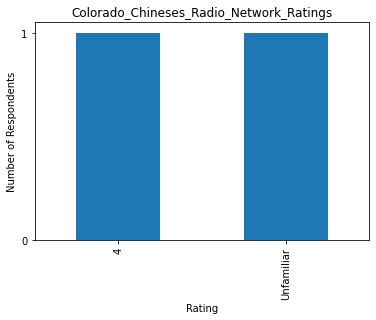 Colorado_Chineses_Radio_Network_Ratings
Number of Respondents
1
0
4
Unfamiliar
Rating